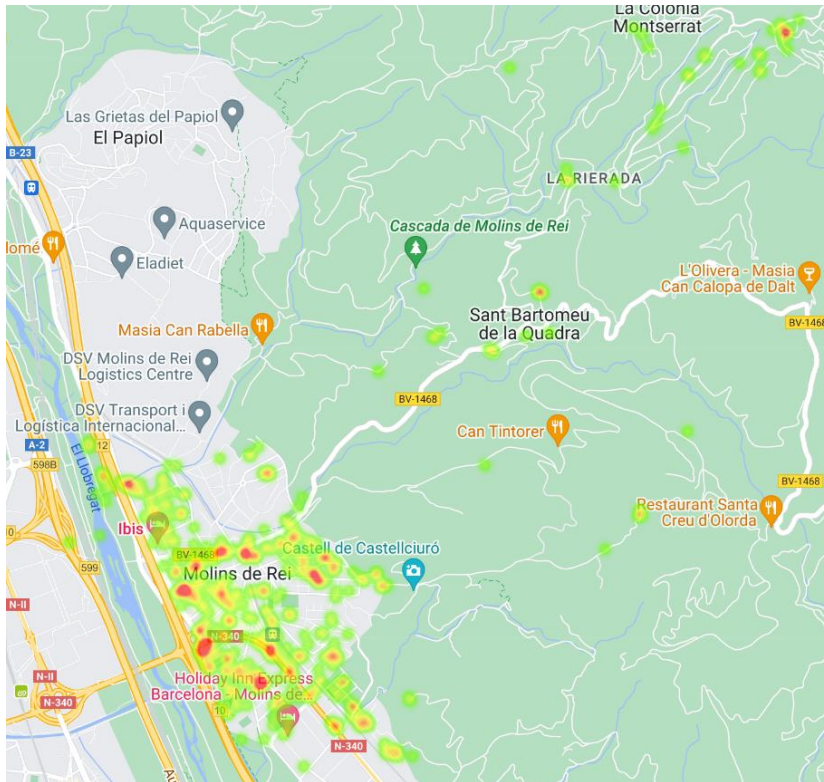 La Colònia
Montserrat
Las Grietas del Papiol
El Papiol
B-23
LA RIERADA
Aquaservice
Cascada de Molins de Rei
lomé
Eladiet
L'Olivera - Masia
Can Calopa de Dalt
Sant Bartomeu
de la Quadra
Masia Can Rabella
BV-1468
DSV Molins de Rei
Logistics Centre
BV-1468
DSV Transport i
Logística Internacional...
Can Tintorer
A-2
12
598B
El Llobregat
BV-1468
Restaurant Santa
Creu d'Olorda
10
Ibis
BV-1468
Castell de Castellciuró
599
Molins de Rei
N-II
N-340
N-II
Holiday Inn Express
Barcelona - Molins de...
N-340
10
N-340